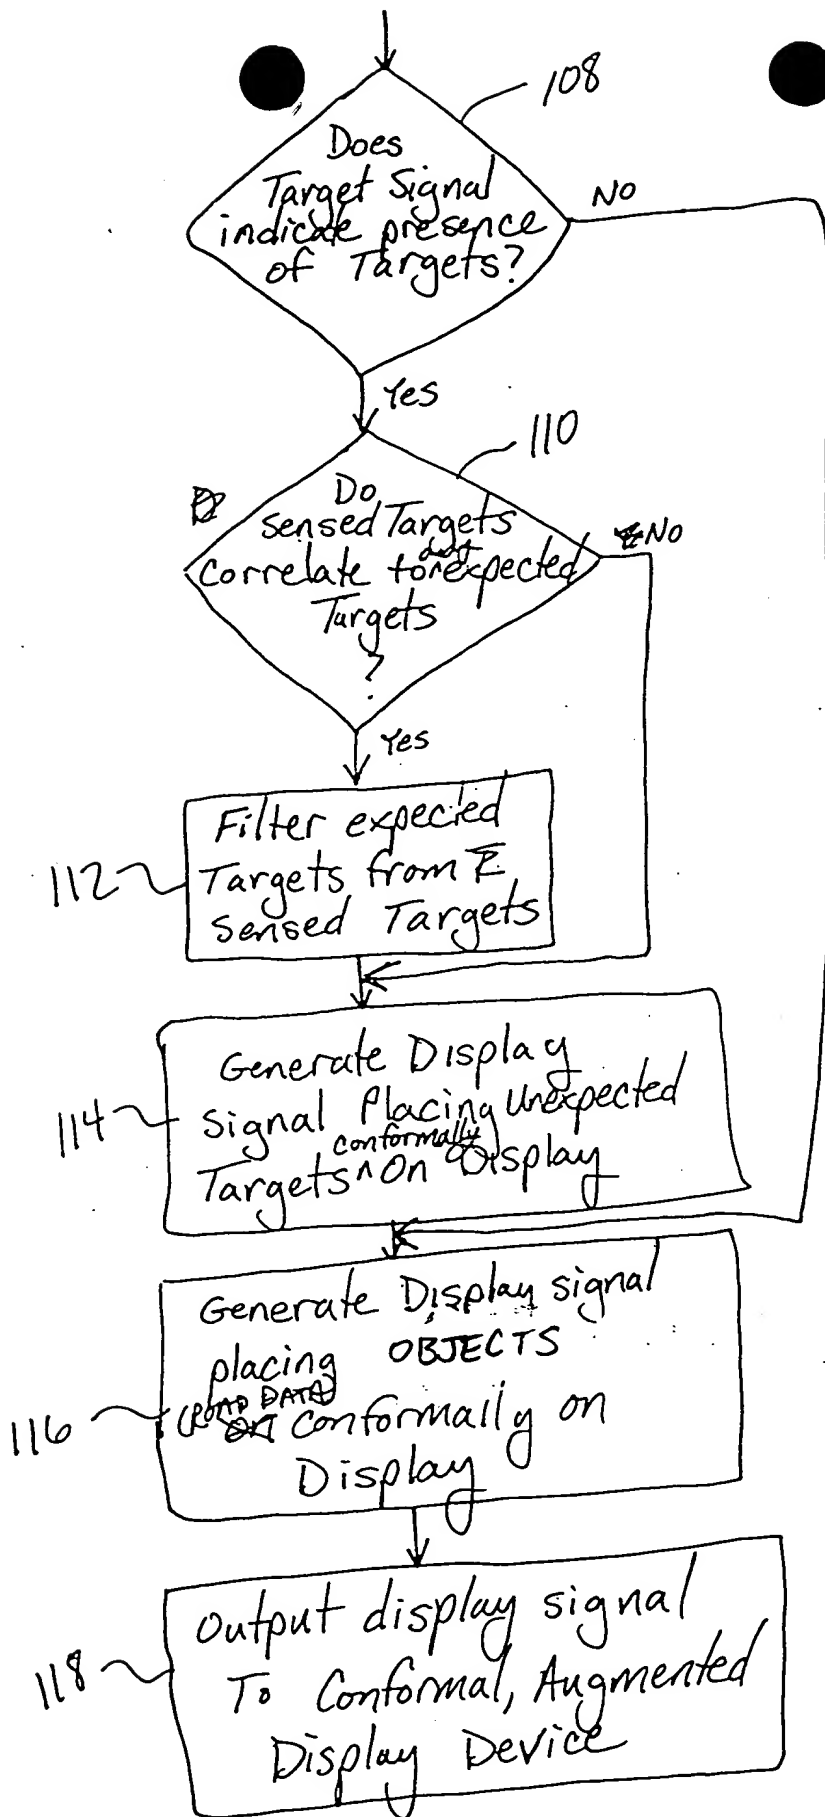 108
Does
Target Signal
indicate presence
of Targets?
No
Yes
110
Do
sensed Targets
correlate to expected
Targets
?
No
Yes
112
Filter expected
Targets from
sensed Targets
114
Generate Display
Signal Placing Unexpected
conformally
Targets ^ On Display
116
Generate Display signal
placing OBJECTS
(ROAD DATA)
conformally on
Display
118
Output display signal
To Conformal, Augmented
Display Device